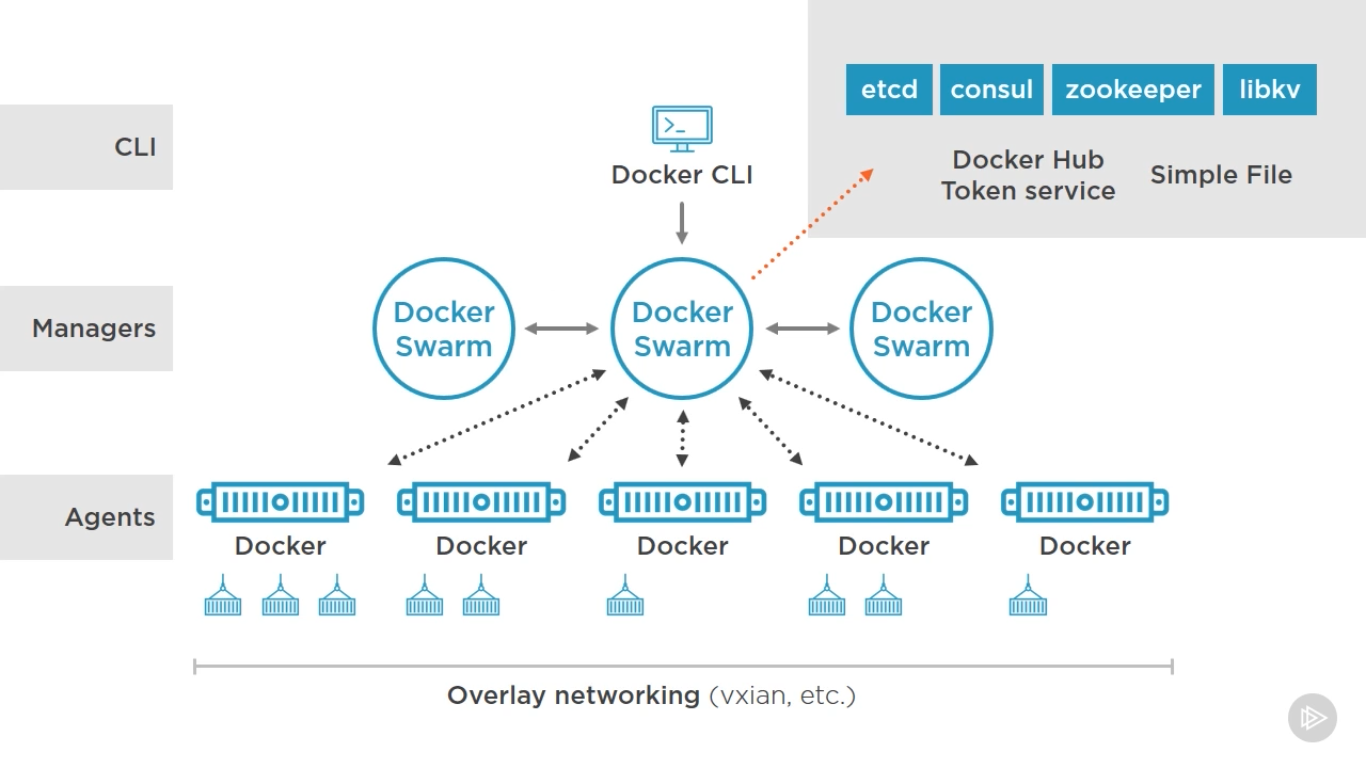 etcd
consul
zookeeper
libkv
CLI
>_
Docker CLI
Docker Hub
Token service
Simple File
Managers
Docker
Swarm
Docker
Swarm
Docker
Swarm
Agents
Docker
Docker
Docker
Docker
Docker
Overlay networking (vxian, etc.)